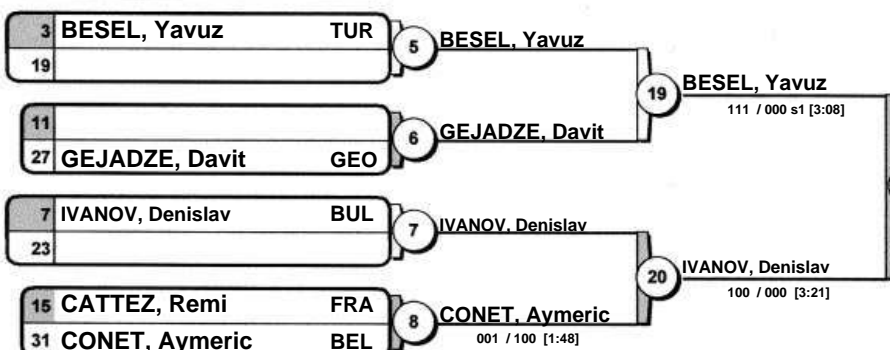 3 BESEL, Yavuz TUR
19
5 BESEL, Yavuz
11
27 GEJADZE, Davit GEO
6 GEJADZE, Davit
19 BESEL, Yavuz
111 / 000 s1 [3:08]
7 IVANOV, Denislav BUL
23
7 IVANOV, Denislav
15 CATTEZ, Remi FRA
31 CONET, Aymeric BEL
8 CONET, Aymeric
001 / 100 [1:48]
20 IVANOV, Denislav
100 / 000 [3:21]